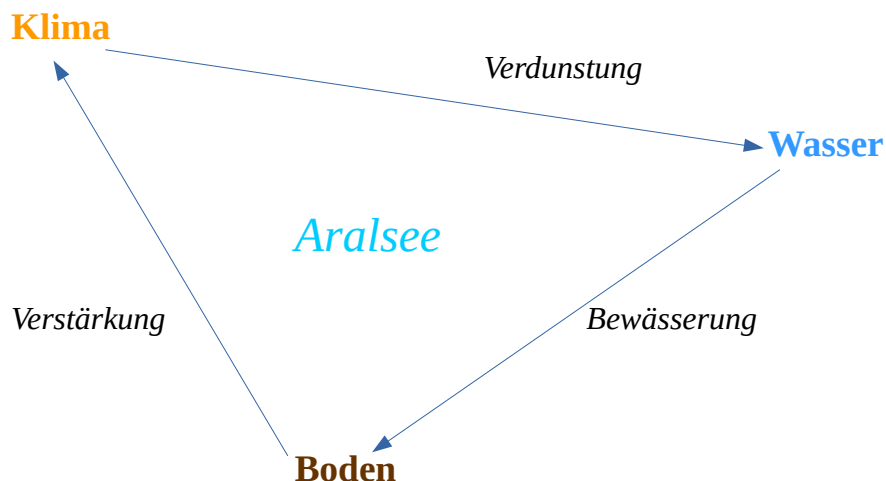 Klima
Verdunstung
Wasser
Aralsee
Verstärkung
Bewässerung
Boden